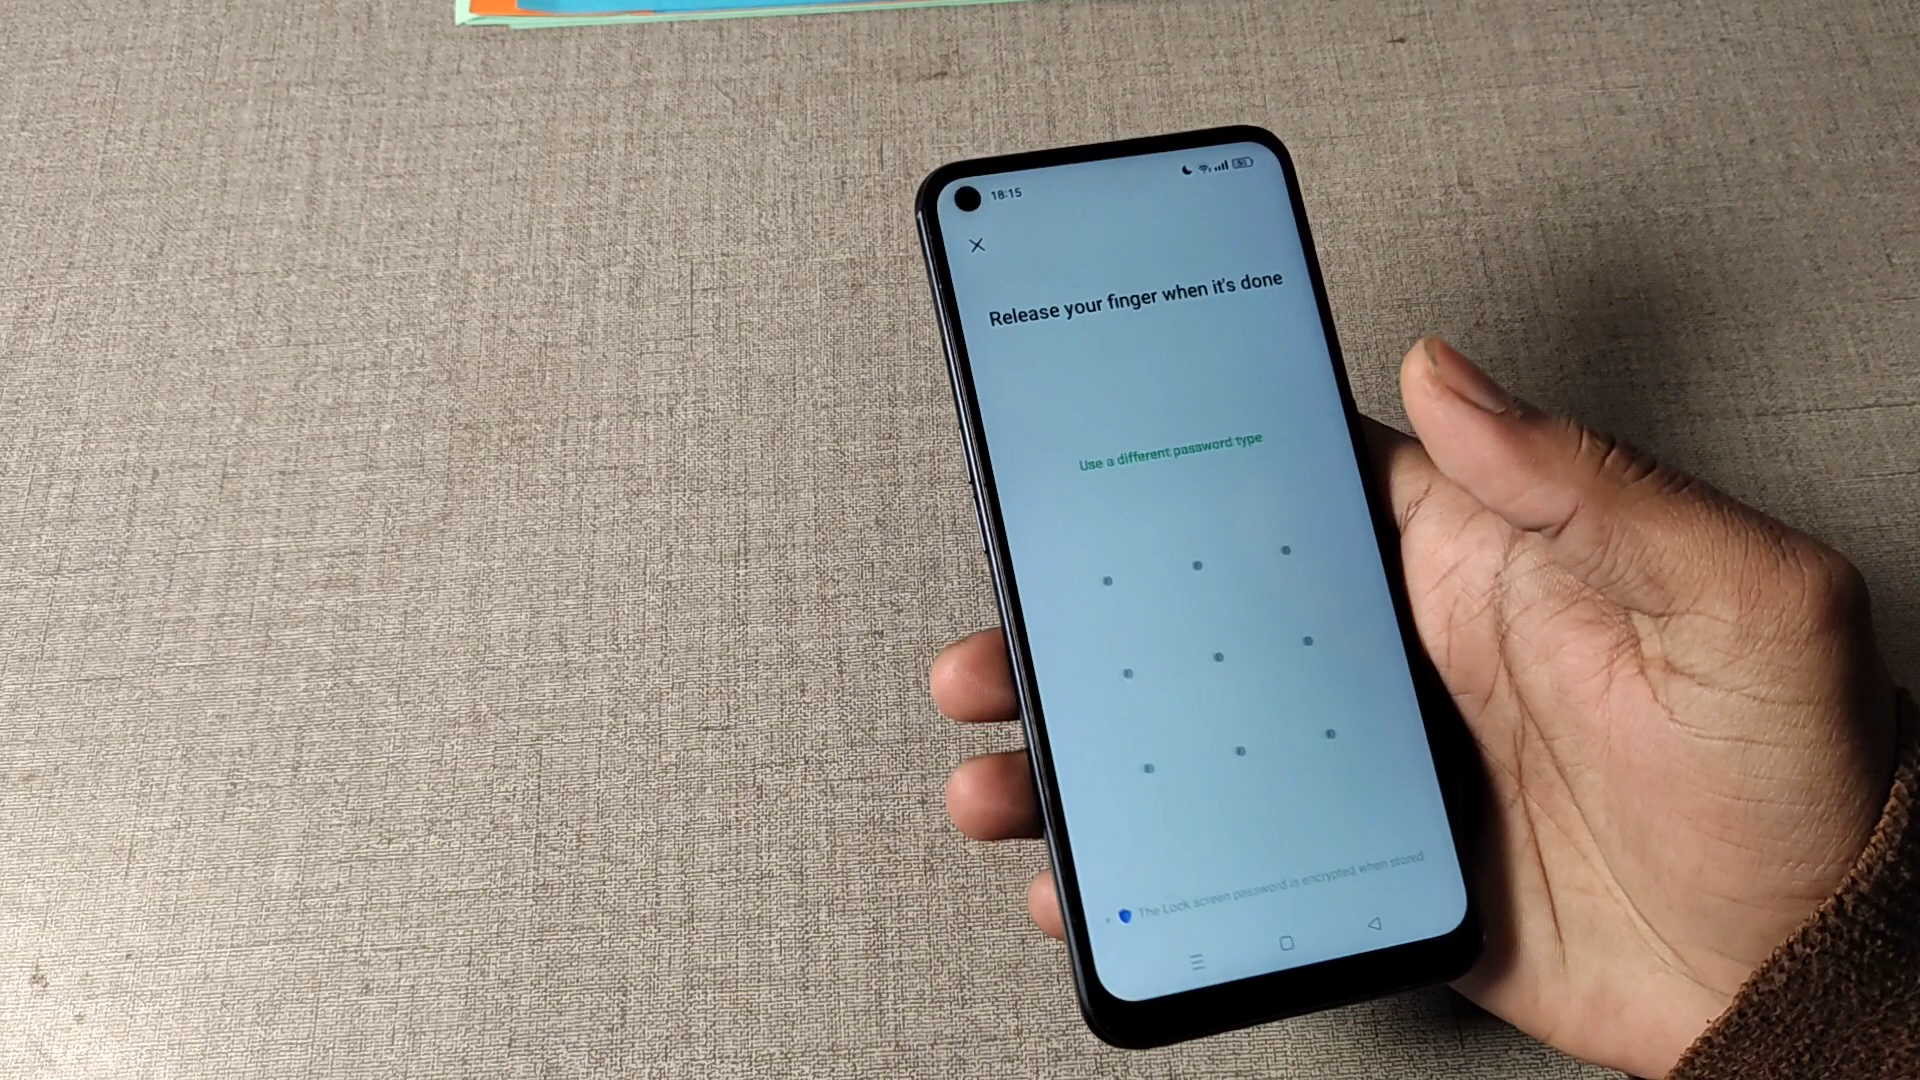 18:15
Release your finger when it's done
Use a different password type
The Lock screen password is encrypted when stored.